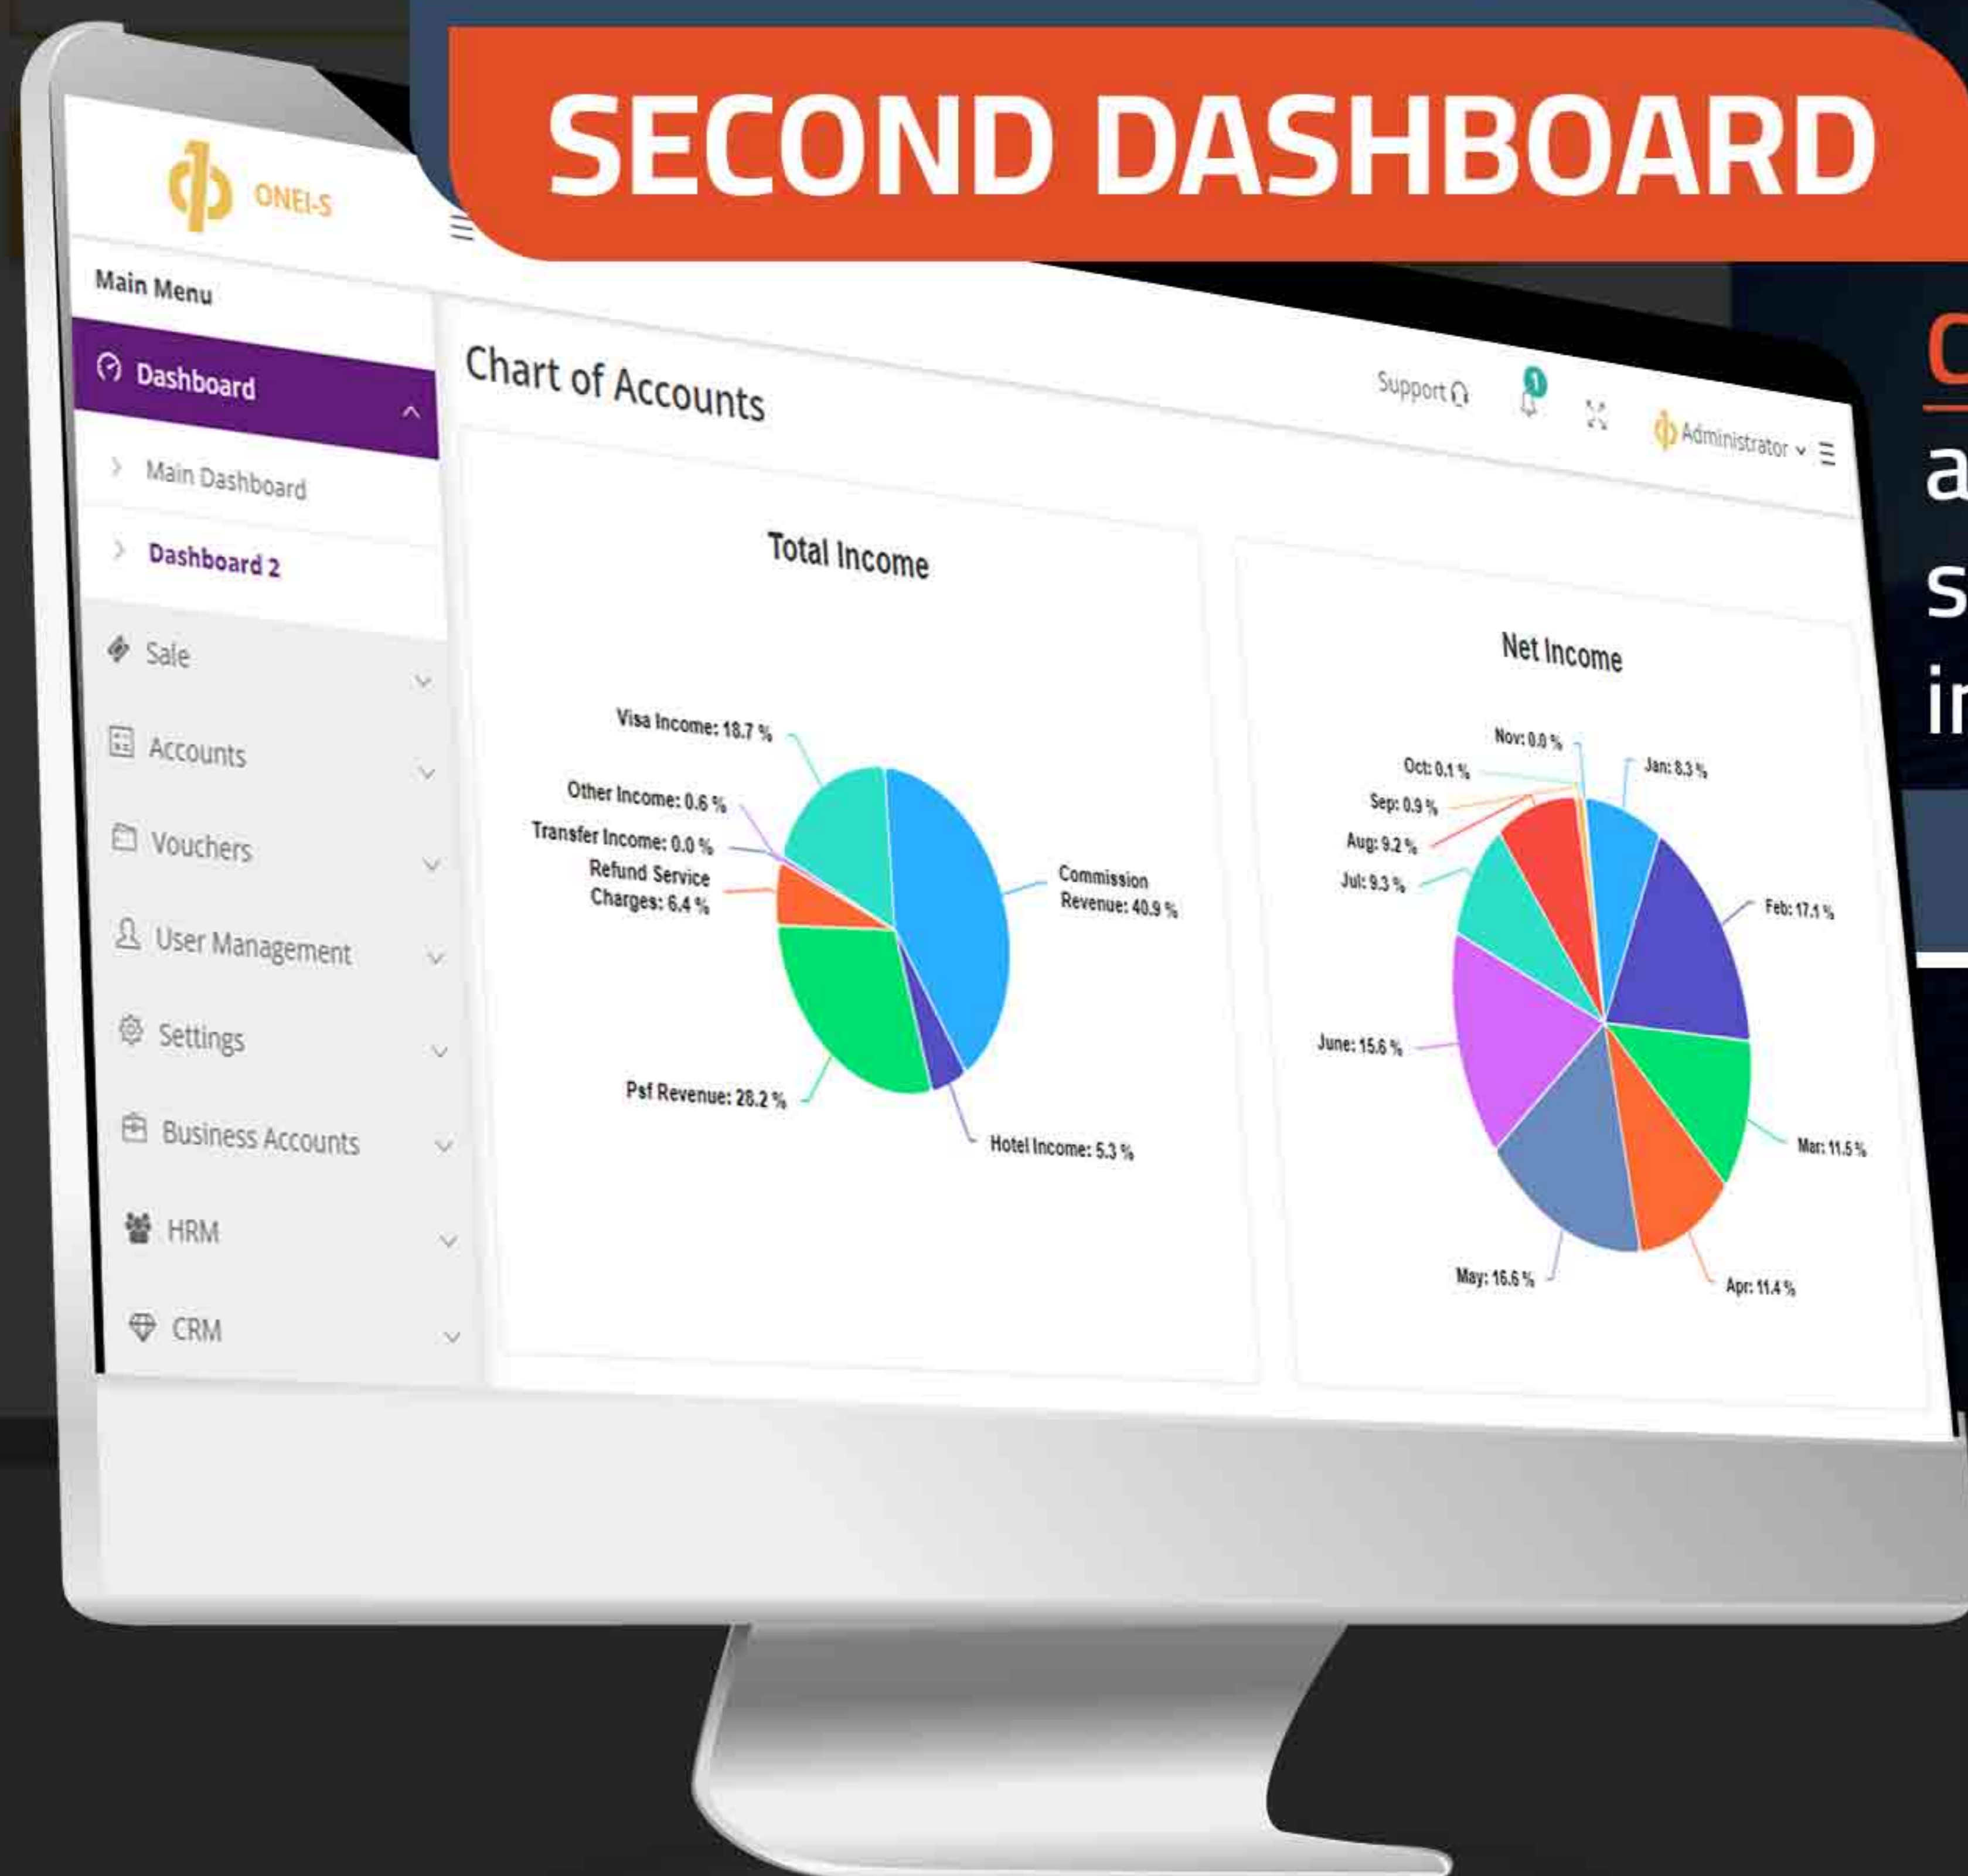 SECOND DASHBOARD
ONEI-S
Main Menu
Dashboard
Main Dashboard
Dashboard 2
Sale
Accounts
Vouchers
User Management
Settings
Business Accounts
HRM
CRM
Chart of Accounts
Support
1
Administrator
Total Income
Visa Income: 18.7 %
Other Income: 0.6 %
Transfer Income: 0.0 %
Refund Service
Charges: 6.4 %
Commission
Revenue: 40.9 %
Psf Revenue: 28.2 %
Hotel Income: 5.3 %
Net Income
Nov: 0.0 %
Jan: 8.3 %
Oct: 0.1 %
Sep: 0.9 %
Aug: 9.2 %
Jul: 9.3 %
Feb: 17.1 %
June: 15.6 %
Mar: 11.5 %
May: 16.6 %
Apr: 11.4 %